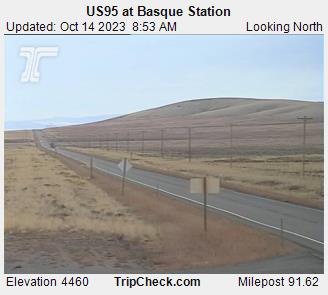 US95 at Basque Station
Updated: Oct 14 2023 8:53 AM Looking North
Elevation 4460 TripCheck.com Milepost 91.62